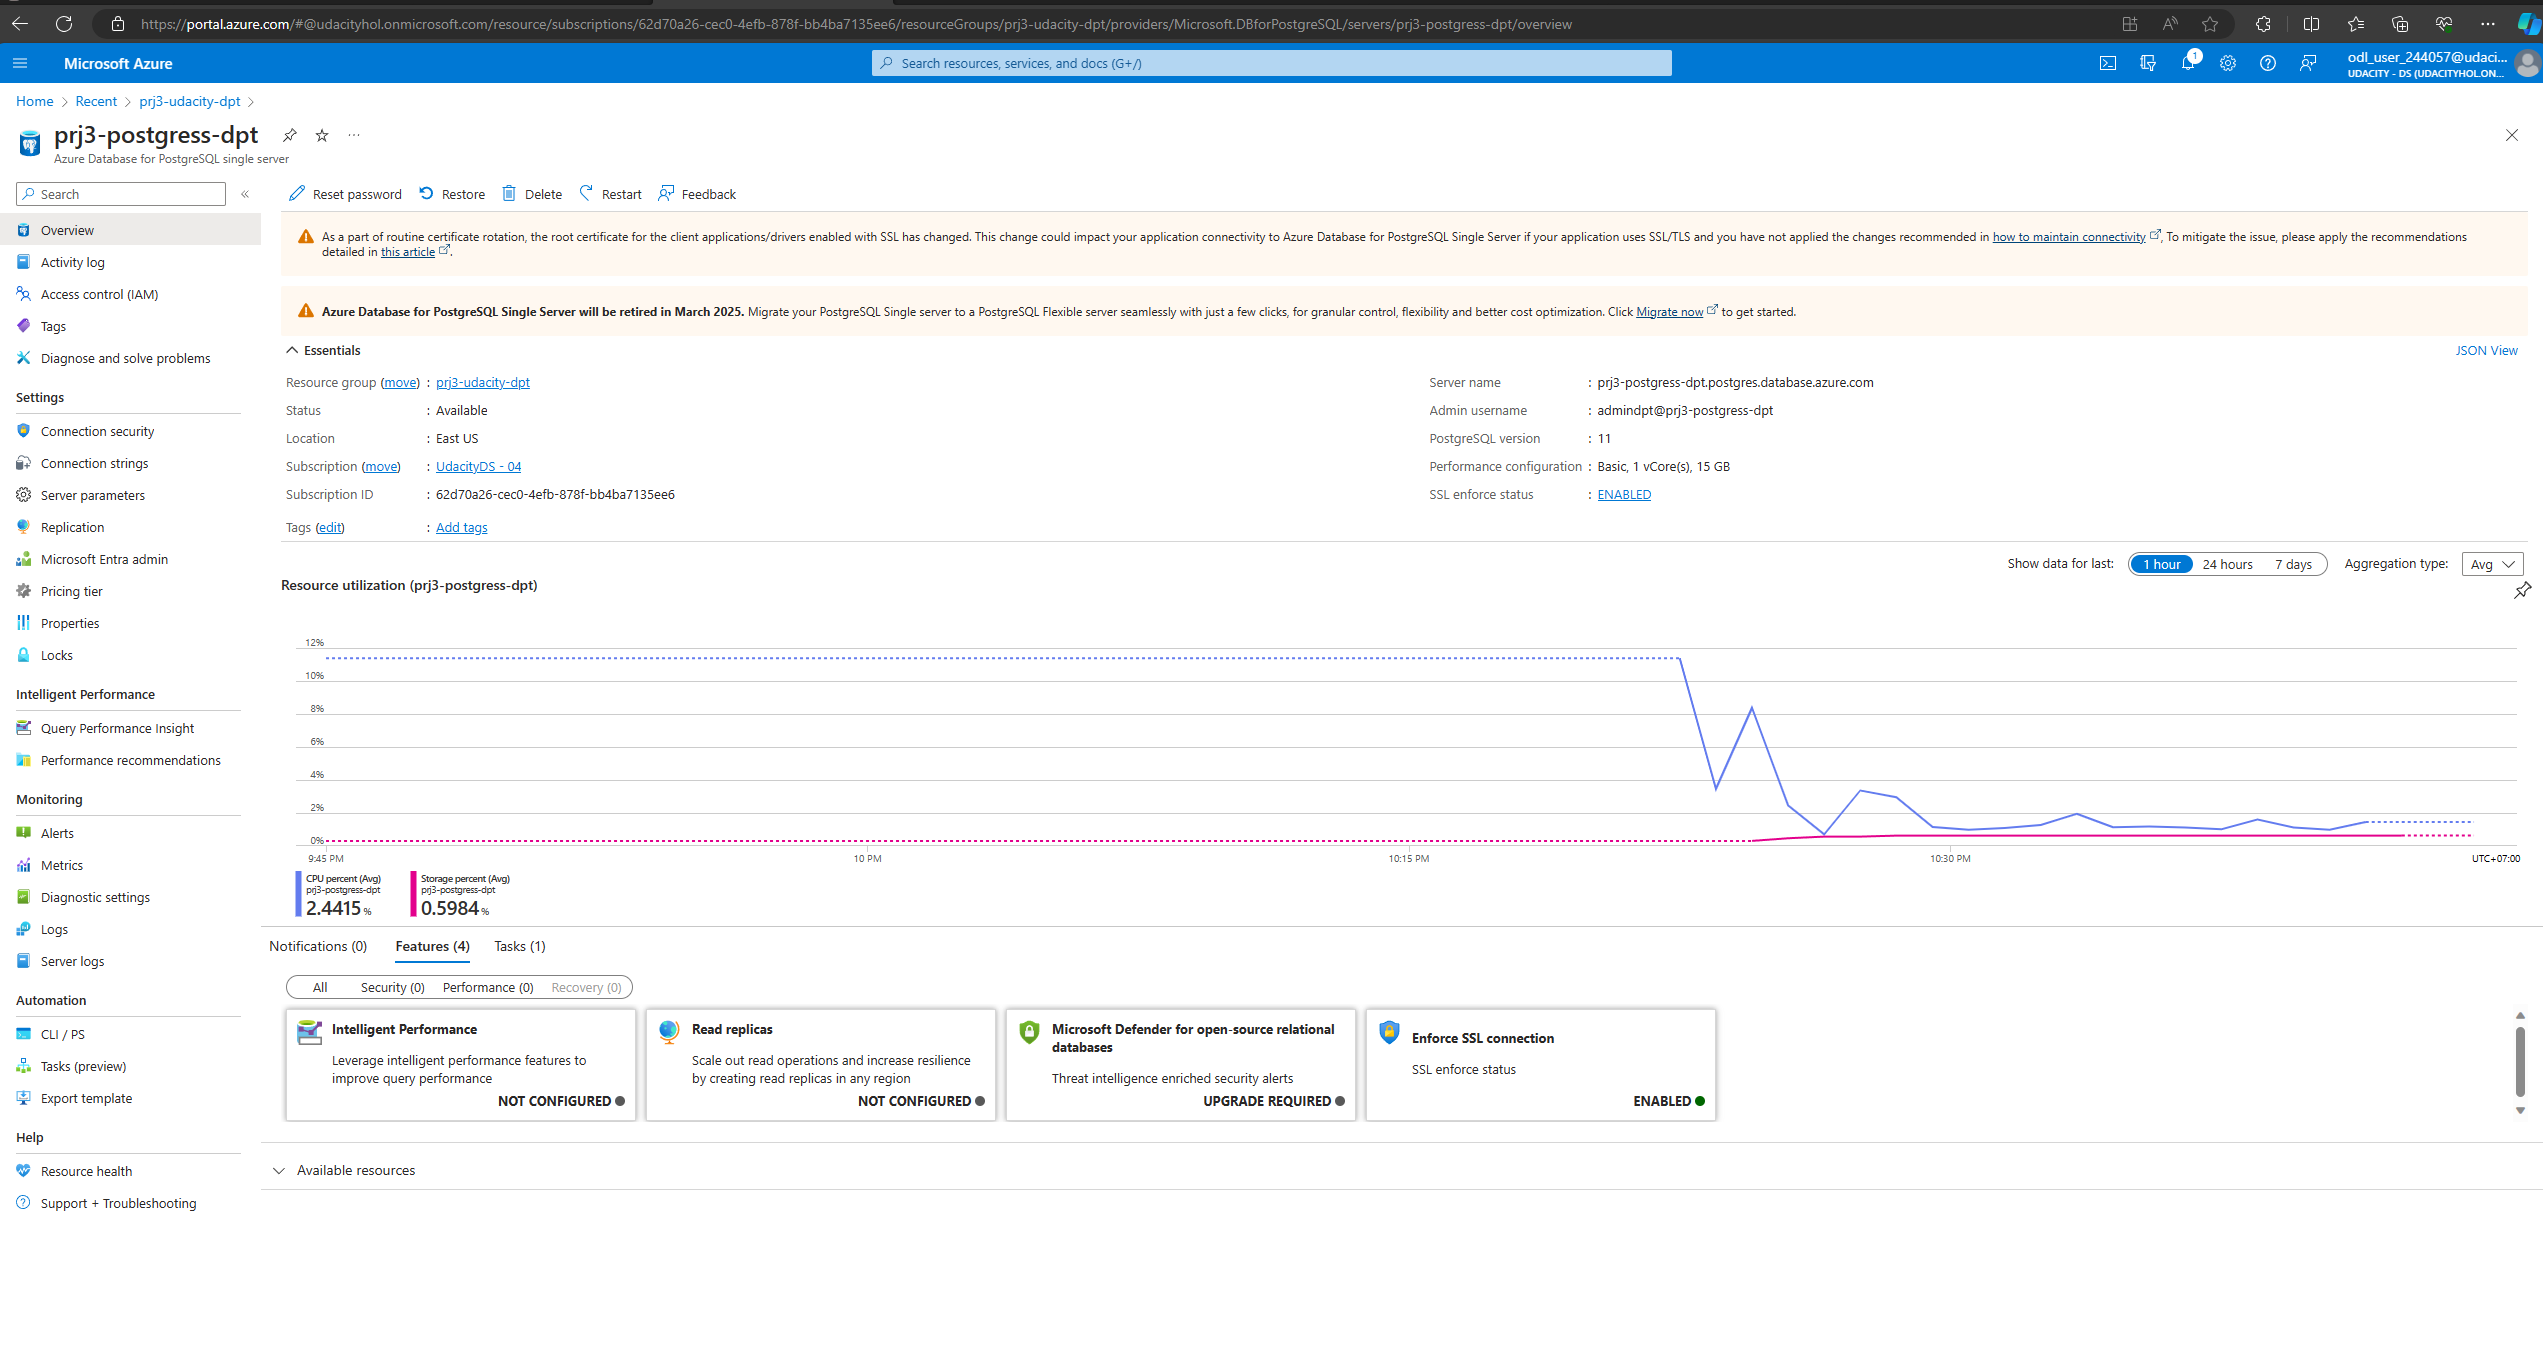 https://portal.azure.com/#@udacityhol.onmicrosoft.com/resource/subscriptions/62d70a26-cec0-4efb-878f-bb4ba7135ee6/resourceGroups/prj3-udacity-dpt/providers/Microsoft.DBforPostgreSQL/servers/prj3-postgress-dpt/overview
Microsoft Azure
Search resources, services, and docs (G+/)
1
odl_user_244057@udaci...
UDACITY - DS (UDACITYHOL.ON...
Home > Recent > prj3-udacity-dpt >
prj3-postgress-dpt
Azure Database for PostgreSQL single server
Search
Reset password Restore Delete Restart Feedback
Overview
Activity log
Access control (IAM)
Tags
Diagnose and solve problems
Settings
Connection security
Connection strings
Server parameters
Replication
Microsoft Entra admin
Pricing tier
Properties
Locks
Intelligent Performance
Query Performance Insight
Performance recommendations
Monitoring
Alerts
Metrics
Diagnostic settings
Logs
Server logs
Automation
CLI / PS
Tasks (preview)
Export template
Help
Resource health
Support + Troubleshooting
As a part of routine certificate rotation, the root certificate for the client applications/drivers enabled with SSL has changed. This change could impact your application connectivity to Azure Database for PostgreSQL Single Server if your application uses SSL/TLS and you have not applied the changes recommended in how to maintain connectivity, To mitigate the issue, please apply the recommendations
detailed in this article.
Azure Database for PostgreSQL Single Server will be retired in March 2025. Migrate your PostgreSQL Single server to a PostgreSQL Flexible server seamlessly with just a few clicks, for granular control, flexibility and better cost optimization. Click Migrate now to get started.
Essentials
JSON View
Resource group (move) : prj3-udacity-dpt
Status : Available
Location : East US
Subscription (move) : UdacityDS - 04
Subscription ID : 62d70a26-cec0-4efb-878f-bb4ba7135ee6
Tags (edit) : Add tags
Server name : prj3-postgress-dpt.postgres.database.azure.com
Admin username : admindpt@prj3-postgress-dpt
PostgreSQL version : 11
Performance configuration : Basic, 1 vCore(s), 15 GB
SSL enforce status : ENABLED
Show data for last: 1 hour 24 hours 7 days Aggregation type: Avg
Resource utilization (prj3-postgress-dpt)
12%
10%
8%
6%
4%
2%
0%
9:45 PM 10 PM 10:15 PM 10:30 PM UTC+07:00
CPU percent (Avg)
prj3-postgress-dpt
2.4415 %
Storage percent (Avg)
prj3-postgress-dpt
0.5984 %
Notifications (0) Features (4) Tasks (1)
All Security (0) Performance (0) Recovery (0)
Intelligent Performance
Leverage intelligent performance features to
improve query performance
NOT CONFIGURED
Read replicas
Scale out read operations and increase resilience
by creating read replicas in any region
NOT CONFIGURED
Microsoft Defender for open-source relational
databases
Threat intelligence enriched security alerts
UPGRADE REQUIRED
Enforce SSL connection
SSL enforce status
ENABLED
Available resources